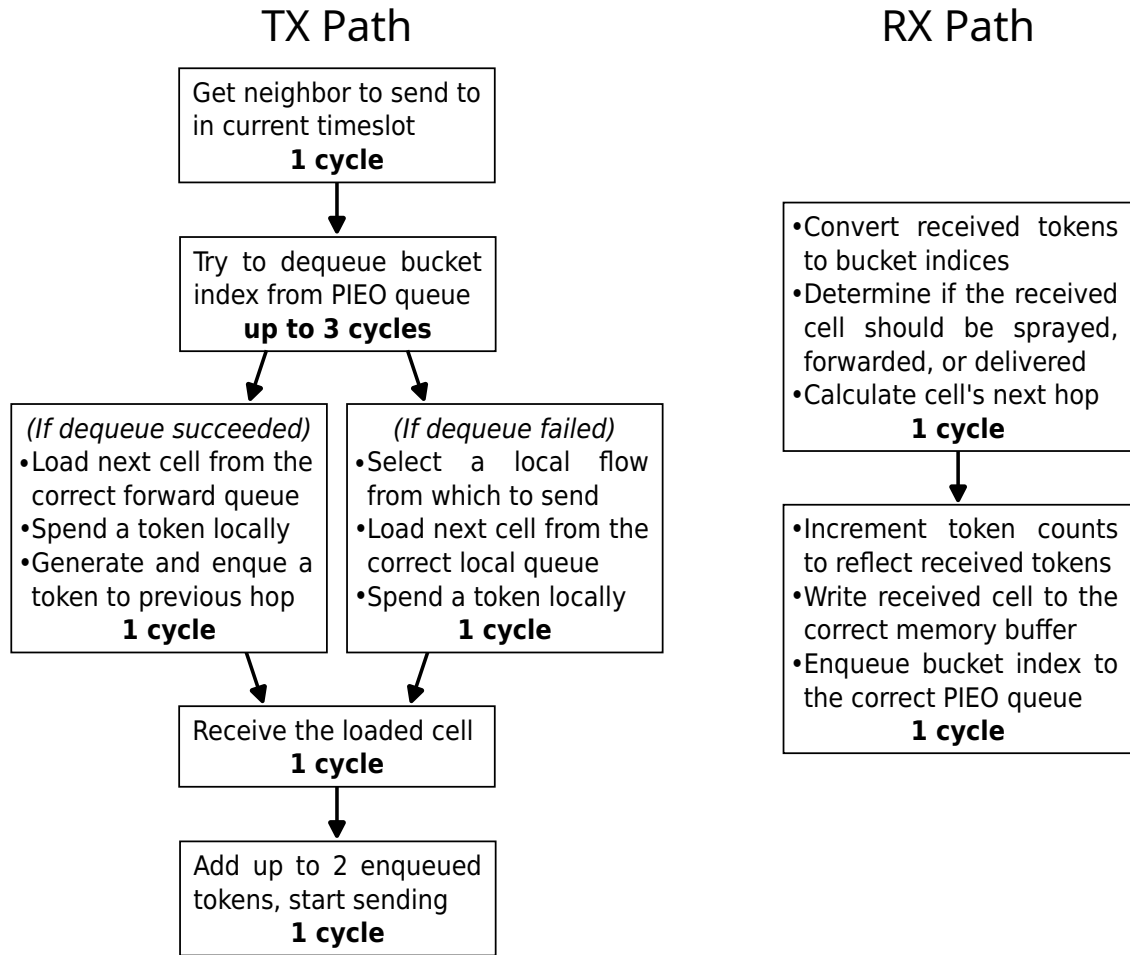 TX Path
Get neighbor to send to
in current timeslot
1 cycle
Try to dequeue bucket
index from PIEO queue
up to 3 cycles
(If dequeue succeeded)
•Load next cell from the
correct forward queue
•Spend a token locally
•Generate and enque a
token to previous hop
1 cycle
(If dequeue failed)
•Select a local flow
from which to send
•Load next cell from the
correct local queue
•Spend a token locally
1 cycle
Receive the loaded cell
1 cycle
Add up to 2 enqueued
tokens, start sending
1 cycle
RX Path
•Convert received tokens
to bucket indices
•Determine if the received
cell should be sprayed,
forwarded, or delivered
•Calculate cell's next hop
1 cycle
•Increment token counts
to reflect received tokens
•Write received cell to the
correct memory buffer
•Enqueue bucket index to
the correct PIEO queue
1 cycle